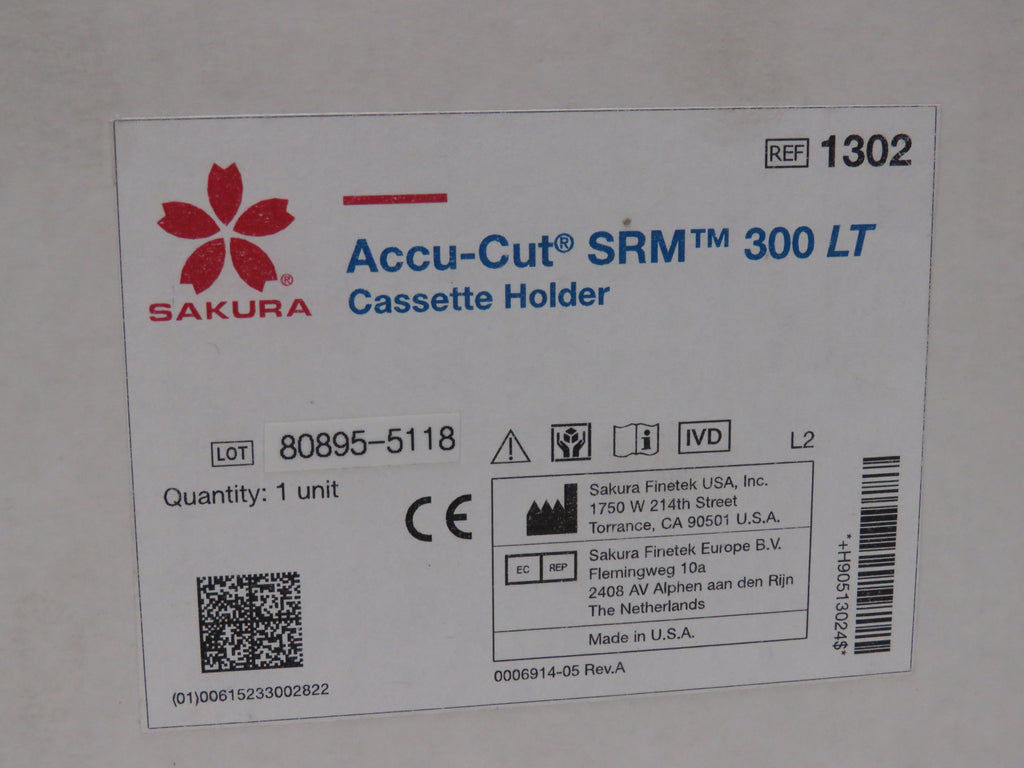 REF 1302
SAKURA®
Accu-Cut® SRM™ 300 LT
Cassette Holder
LOT 80895-5118
IVD
L2
Quantity: 1 unit
CE
Sakura Finetek USA, Inc.
1750 W 214th Street
Torrance, CA 90501 U.S.A.
EC REP
Sakura Finetek Europe B.V.
Flemingweg 10a
2408 AV Alphen aan den Rijn
The Netherlands
Made in U.S.A.
0006914-05 Rev.A
(01)00615233002822
*+H90513024$*